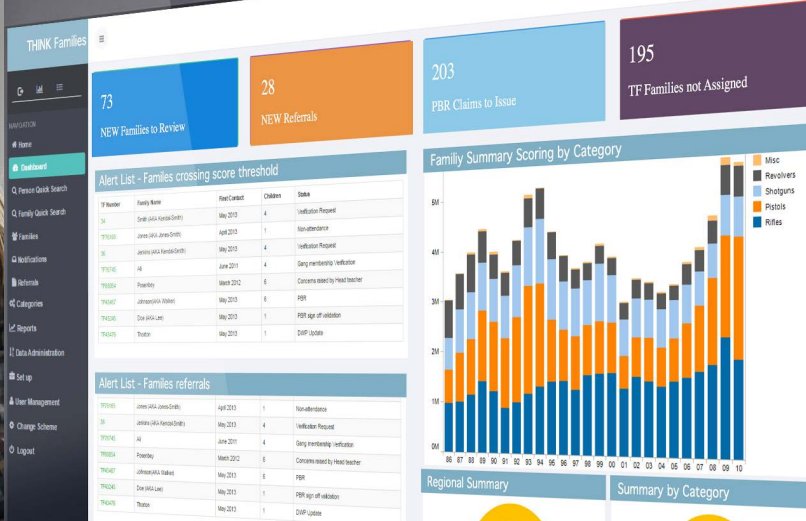 THINK Families
73
NEW Families to Review
28
NEW Referrals
203
PBR Claims to Issue
195
TF Families not Assigned
NAVIGATION
Home
Dashboard
Person Quick Search
Family Quick Search
Families
Notifications
Referrals
Categories
Reports
Data Administration
Set up
User Management
Change Scheme
Logout
Alert List - Familes crossing score threshold
TF Number Family Name First Contact Children Status
34 Smith (AKA Kendal-Smith) May 2013 4 Verification Request
Jones (AKA Jones-Smith) April 2013 1 Non-attendance
Jenkins (AKA Kendal-Smith) May 2013 4 Verification Request
Ali June 2011 4 Gang membership Verification
Posenby March 2012 6 Concerns raised by Head teacher
Johnson(AKA Walker) May 2013 6 PBR
Doe (AKA Lee) May 2013 1 PBR sign off validation
Thorton May 2013 1 DWP Update
Alert List - Familes referrals
Jones (AKA Jones-Smith) April 2013 1 Non-attendance
Jenkins (AKA Kendal-Smith) May 2013 4 Verification Request
Ali June 2011 4 Gang membership Verification
Posenby March 2012 6 Concerns raised by Head teacher
Johnson(AKA Walker) May 2013 6 PBR
Doe (AKA Lee) May 2013 1 PBR sign off validation
Thorton May 2013 1 DWP Update
Familiy Summary Scoring by Category
Misc
Revolvers
Shotguns
Pistols
Rifles
5M
4M
3M
2M
1M
0M
86 87 88 89 90 91 92 93 94 95 96 97 98 99 00 01 02 03 04 05 06 07 08 09 10
Regional Summary
Summary by Category